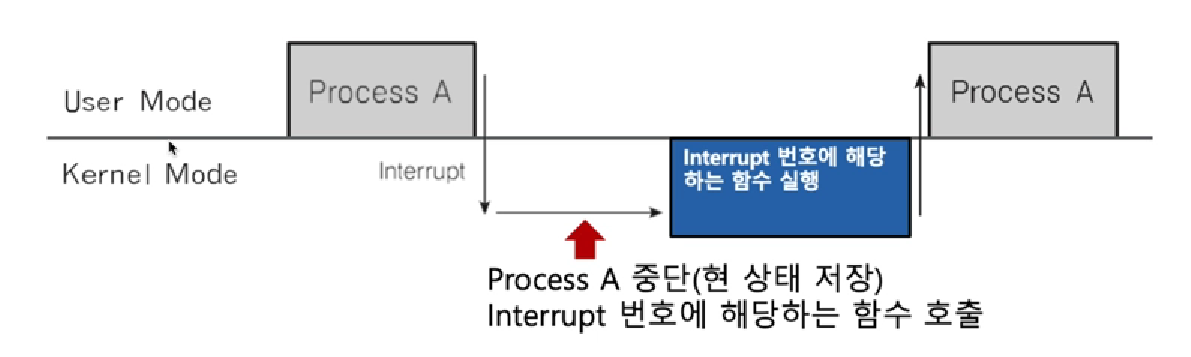 User Mode
Process A
Process A
Kernel Mode
Interrupt
Interrupt 번호에 해당
하는 함수 실행
Process A 중단(현 상태 저장)
Interrupt 번호에 해당하는 함수 호출